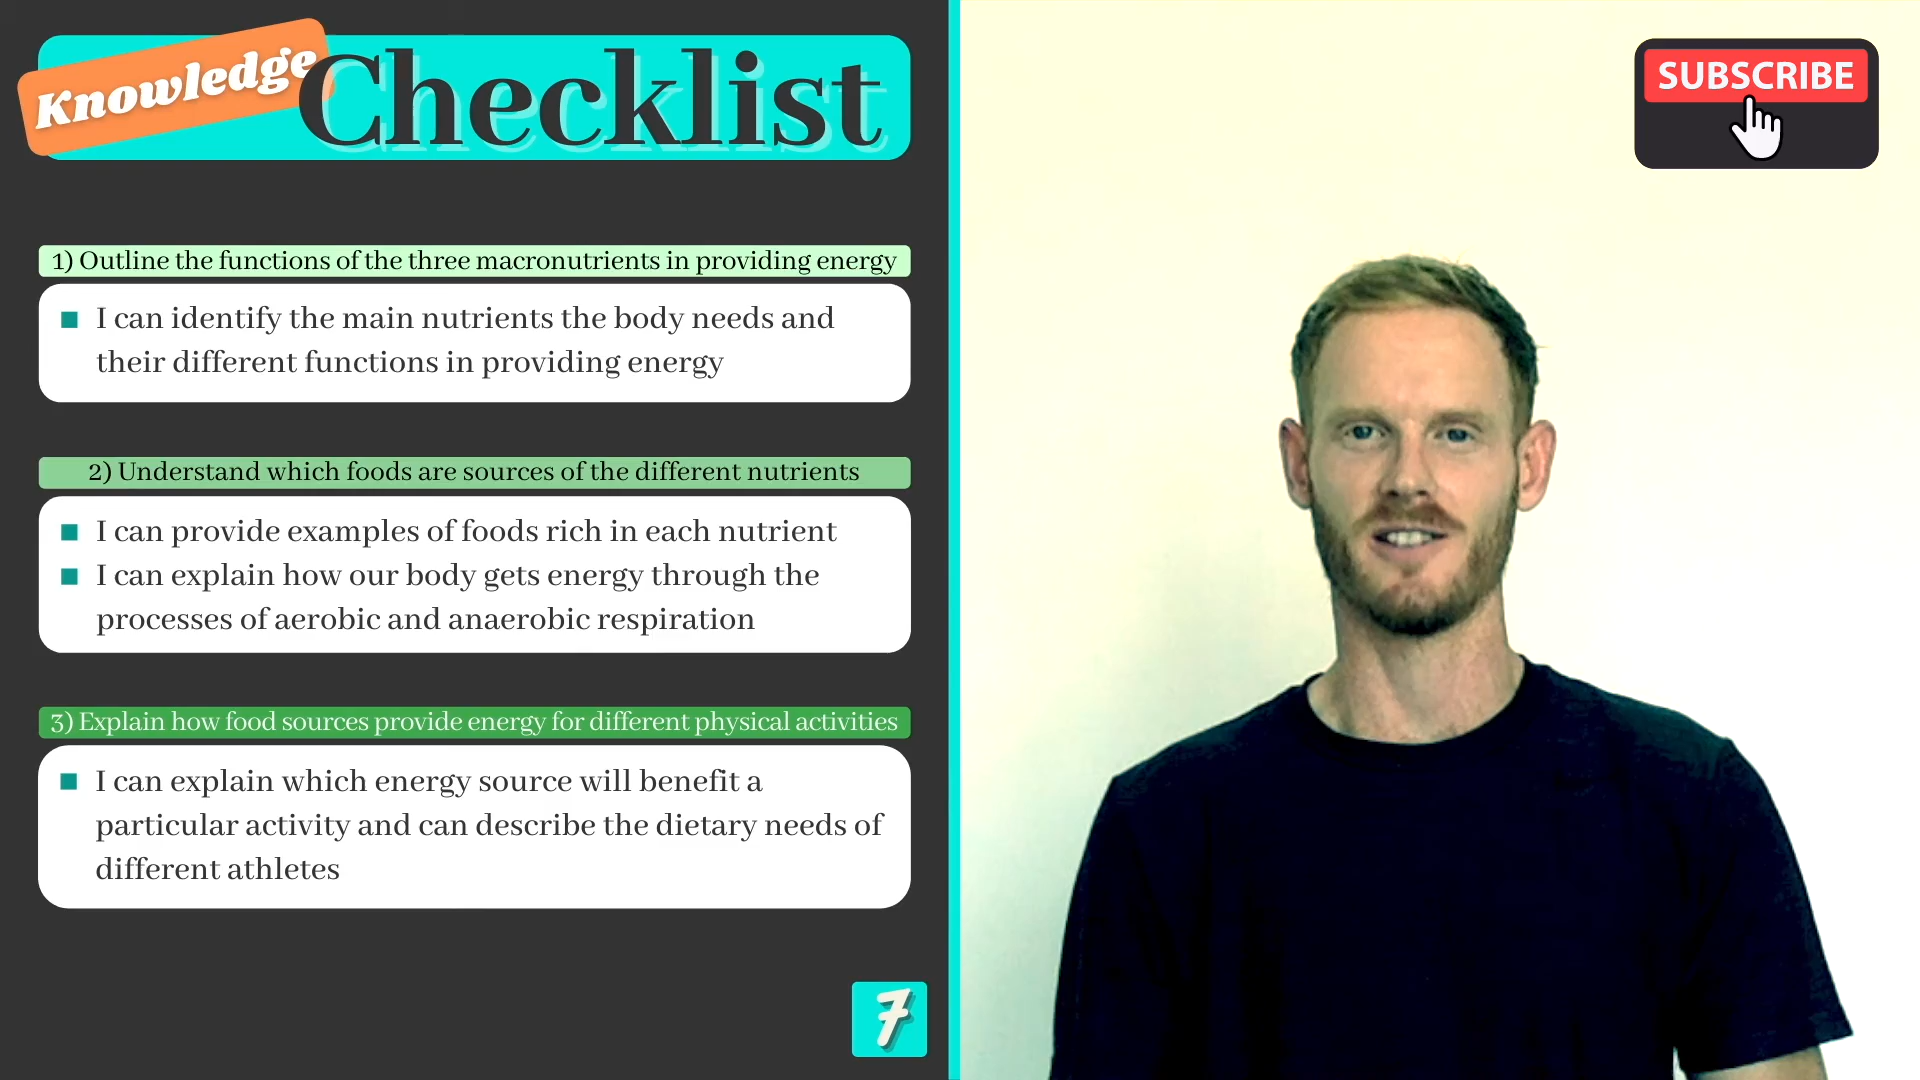 Knowledge
Checklist
SUBSCRIBE
1) Outline the functions of the three macronutrients in providing energy
■ I can identify the main nutrients the body needs and
their different functions in providing energy
2) Understand which foods are sources of the different nutrients
■ I can provide examples of foods rich in each nutrient
■ I can explain how our body gets energy through the
processes of aerobic and anaerobic respiration
3) Explain how food sources provide energy for different physical activities
■ I can explain which energy source will benefit a
particular activity and can describe the dietary needs of
different athletes
7